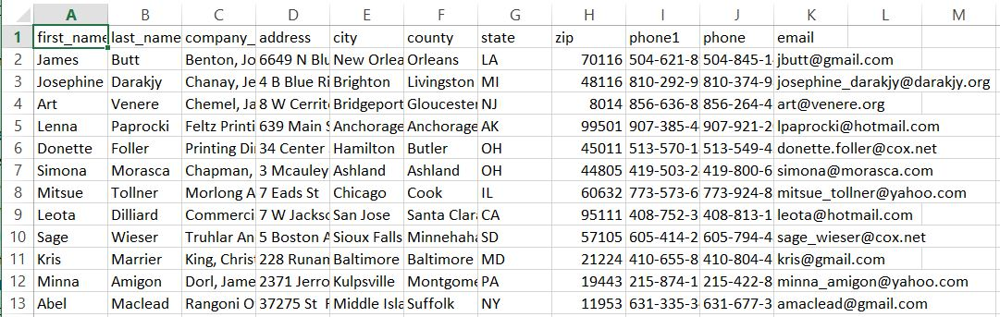 A B C D E F G H I J K L M
1 first_name last_name company_ address city county state zip phone1 phone email
2 James Butt Benton, Jo 6649 N Blu New Orlea Orleans LA 70116 504-621-8 504-845-1 jbutt@gmail.com
3 Josephine Darakjy Chanay, Je 4 B Blue Ri Brighton Livingston MI 48116 810-292-9 810-374-9 josephine_darakjy@darakjy.org
4 Art Venere Chemel, Ja 8 W Cerrit Bridgeport Glouceste NJ 8014 856-636-8 856-264-4 art@venere.org
5 Lenna Paprocki Feltz Printi 639 Main S Anchorage Anchorage AK 99501 907-385-4 907-921-2 lpaprocki@hotmail.com
6 Donette Foller Printing Di 34 Center Hamilton Butler OH 45011 513-570-1 513-549-4 donette.foller@cox.net
7 Simona Morasca Chapman, 3 Mcauley Ashland Ashland OH 44805 419-503-2 419-800-6 simona@morasca.com
8 Mitsue Tollner Morlong A 7 Eads St Chicago Cook IL 60632 773-573-6 773-924-8 mitsue_tollner@yahoo.com
9 Leota Dilliard Commerci 7 W Jackso San Jose Santa Clar CA 95111 408-752-3 408-813-1 leota@hotmail.com
10 Sage Wieser Truhlar An 5 Boston A Sioux Falls Minnehah SD 57105 605-414-2 605-794-4 sage_wieser@cox.net
11 Kris Marrier King, Christ 228 Runan Baltimore Baltimore MD 21224 410-655-8 410-804-4 kris@gmail.com
12 Minna Amigon Dorl, Jame 2371 Jerro Kulpsville Montgome PA 19443 215-874-1 215-422-8 minna_amigon@yahoo.com
13 Abel Maclead Rangoni O 37275 St F Middle Isla Suffolk NY 11953 631-335-3 631-677-3 amaclead@gmail.com